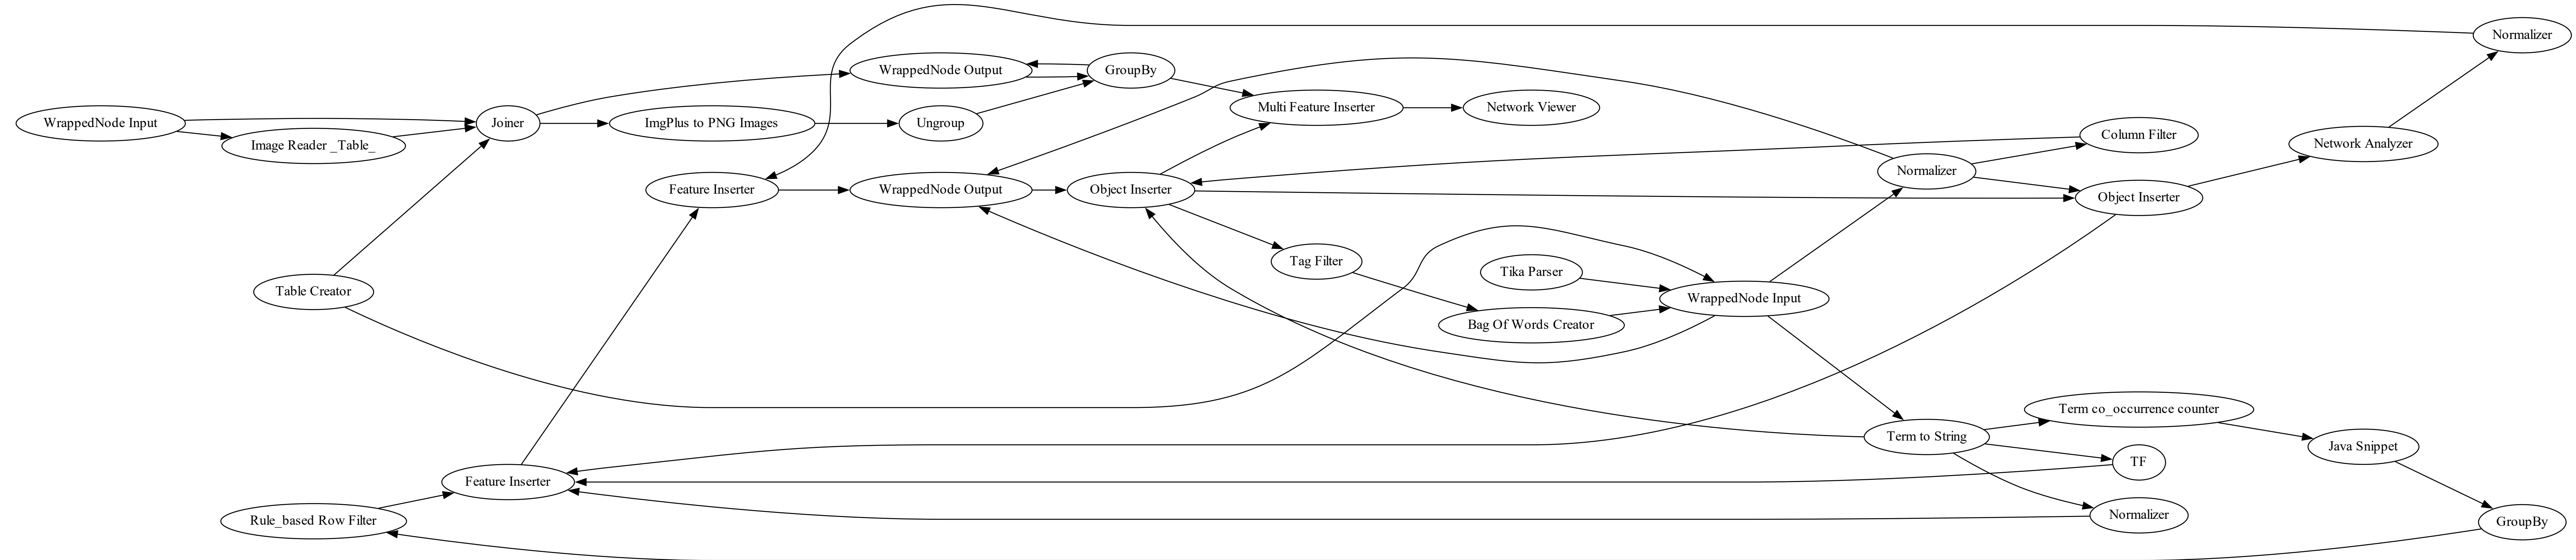 Normalizer
WrappedNode Output
GroupBy
WrappedNode Input
Joiner
ImgPlus to PNG Images
Ungroup
Multi Feature Inserter
Network Viewer
Column Filter
Image Reader _Table_
Network Analyzer
Normalizer
Feature Inserter
WrappedNode Output
Object Inserter
Object Inserter
Tag Filter
Tika Parser
Table Creator
WrappedNode Input
Bag Of Words Creator
Term co_occurrence counter
Term to String
Java Snippet
TF
Feature Inserter
Rule_based Row Filter
Normalizer
GroupBy